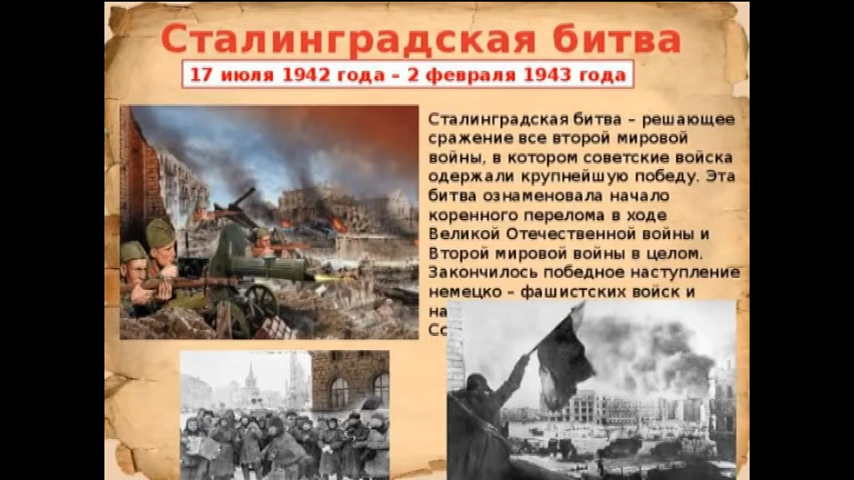 Сталинградская битва
17 июля 1942 года – 2 февраля 1943 года
Сталинградская битва – решающее
сражение все второй мировой
войны, в котором советские войска
одержали крупнейшую победу. Эта
битва ознаменовала начало
коренного перелома в ходе
Великой Отечественной войны и
Второй мировой войны в целом.
Закончилось победное наступление
немецко – фашистских войск и